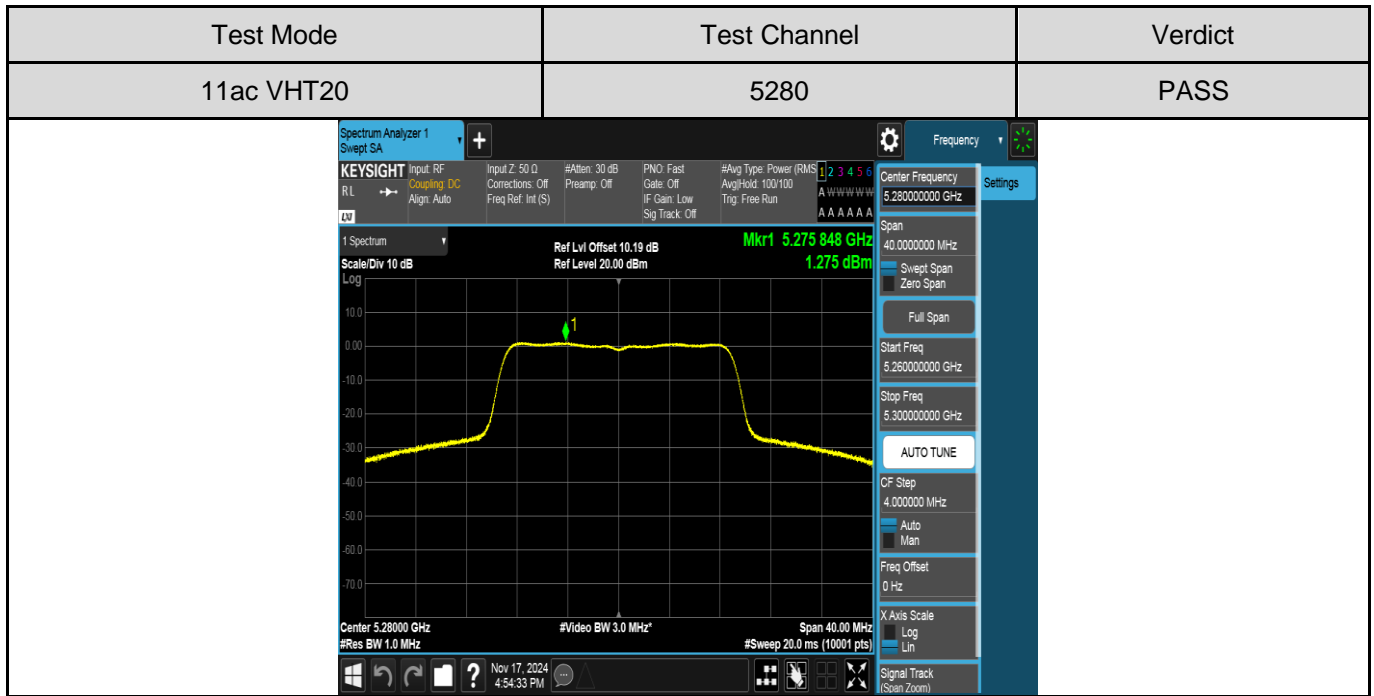 Test Mode Test Channel Verdict
11ac VHT20 5280 PASS
Spectrum Analyzer 1
Swept SA
+
Frequency
KEYSIGHT
RL
LXI
Input: RF
Coupling: DC
Align: Auto
Input Z: 50 Ω
Corrections: Off
Freq Ref: Int (S)
#Atten: 30 dB
Preamp: Off
PNO: Fast
Gate: Off
IF Gain: Low
Sig Track: Off
#Avg Type: Power (RMS
Avg|Hold: 100/100
Trig: Free Run
1 2 3 4 5 6
A W W W W W
A A A A A A
1 Spectrum
Scale/Div 10 dB
Ref Lvl Offset 10.19 dB
Ref Level 20.00 dBm
Mkr1 5.275 848 GHz
1.275 dBm
Log
10.0
0.00
-10.0
-20.0
-30.0
-40.0
-50.0
-60.0
-70.0
1
Center 5.28000 GHz
#Res BW 1.0 MHz
#Video BW 3.0 MHz*
Span 40.00 MHz
#Sweep 20.0 ms (10001 pts)
?
Nov 17, 2024
4:54:33 PM
Center Frequency
5.280000000 GHz
Span
40.0000000 MHz
Swept Span
Zero Span
Full Span
Start Freq
5.260000000 GHz
Stop Freq
5.300000000 GHz
AUTO TUNE
CF Step
4.000000 MHz
Auto
Man
Freq Offset
0 Hz
X Axis Scale
Log
Lin
Signal Track
(Span Zoom)
Settings